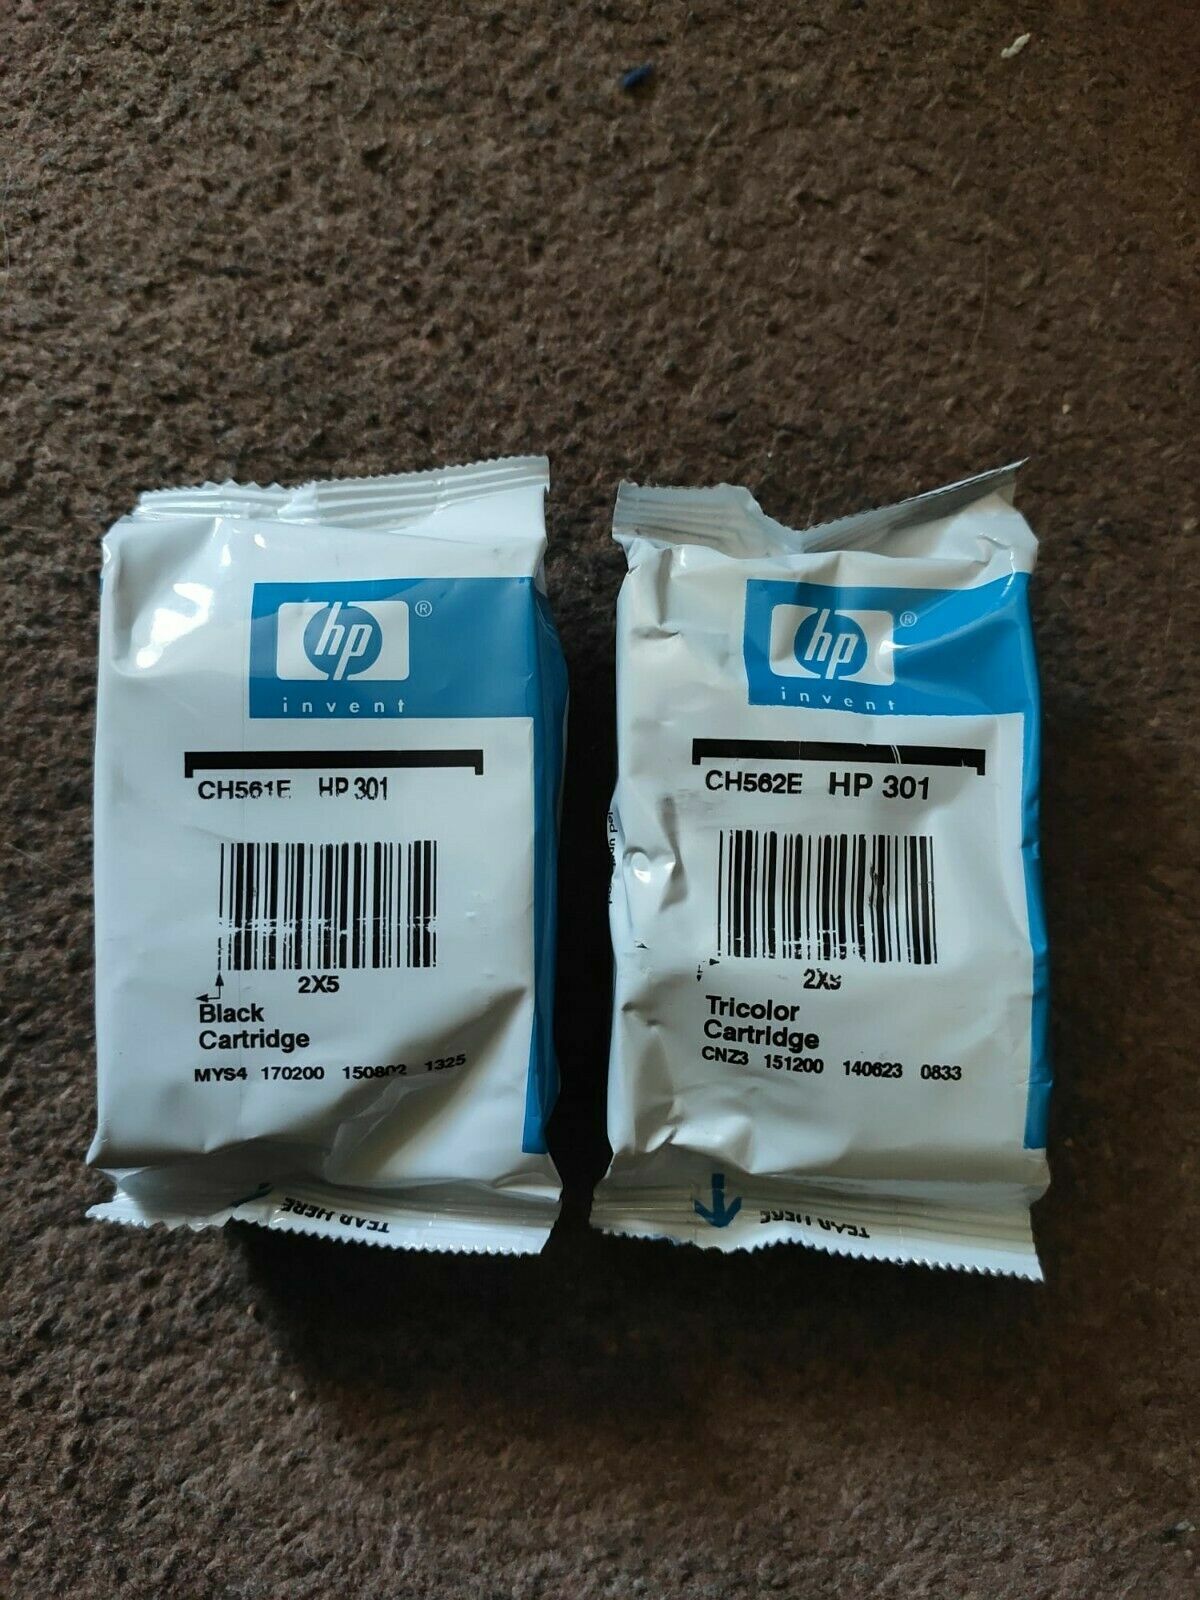 hp®
invent
CH561E HP 301
2X5
Black
Cartridge
MYS4 170200 150802 1325
TEAR HERE
hp®
invent
CH562E HP 301
2X5
Tricolor
Cartridge
CNZ3 151200 140623 0833
TEAR HERE